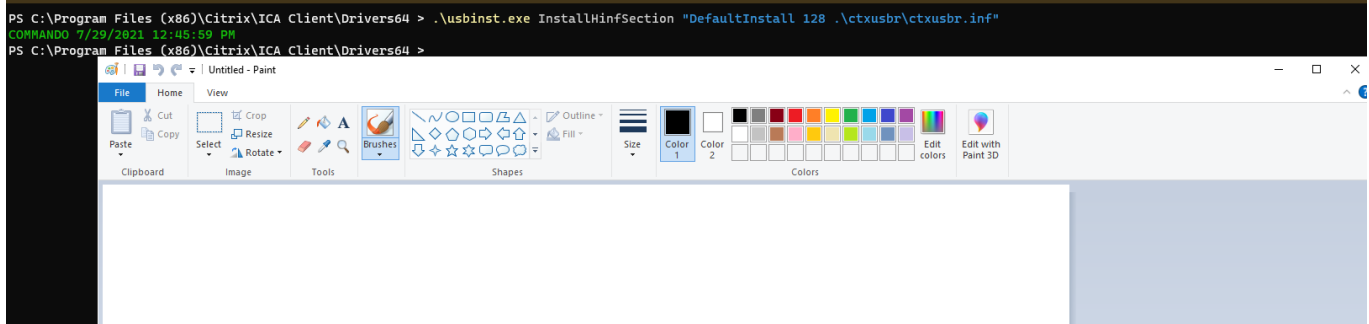 PS C:\Program Files (x86)\Citrix\ICA Client\Drivers64 > .\usbinst.exe InstallHinfSection "DefaultInstall 128 .\ctxusbr\ctxusbr.inf"
COMMANDO 7/29/2021 12:45:59 PM
PS C:\Program Files (x86)\Citrix\ICA Client\Drivers64 >
Untitled - Paint
File Home View
Paste
Cut
Copy
Clipboard
Select
Crop
Resize
Rotate
Image
A
Tools
Brushes
Outline
Fill
Shapes
Size
Color 1
Color 2
Edit colors
Colors
Edit with Paint 3D